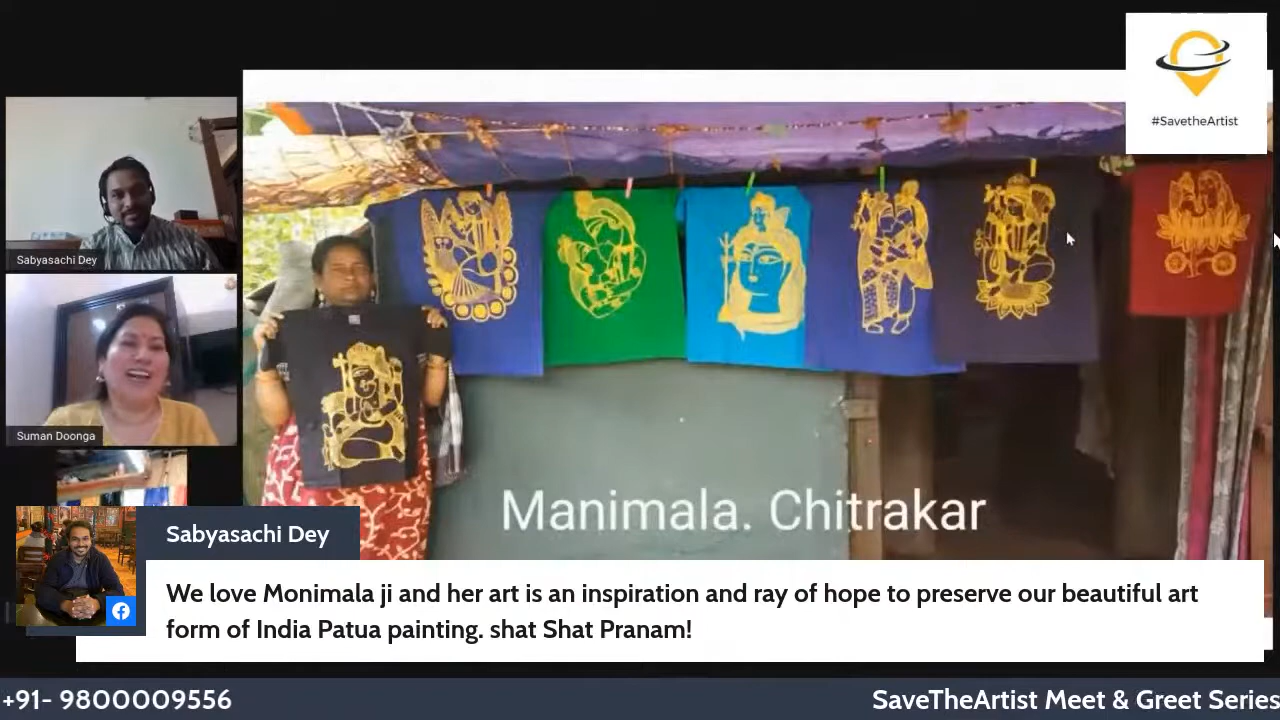 #SavetheArtist
Sabyasachi Dey
Suman Doonga
Manimala. Chitrakar
Sabyasachi Dey
We love Monimala ji and her art is an inspiration and ray of hope to preserve our beautiful art
form of India Patua painting. shat Shat Pranam!
+91- 9800009556
SaveTheArtist Meet & Greet Series